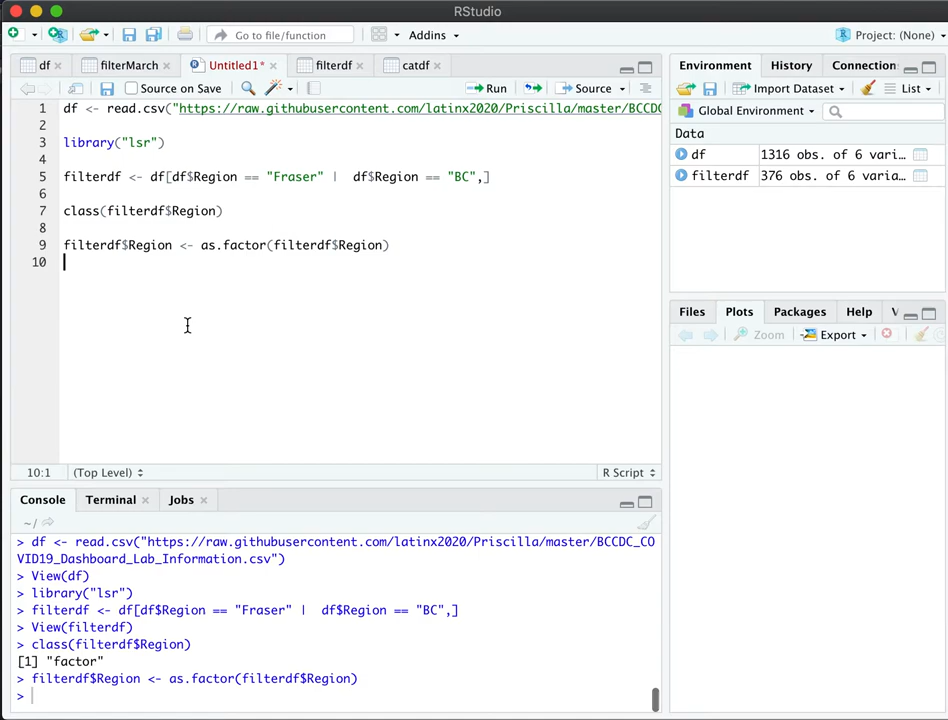 RStudio
Go to file/function
Addins
Project: (None)
df
filterMarch
Untitled1*
filterdf
catdf
Source on Save
Run
Source
1 df <- read.csv("https://raw.githubusercontent.com/latinx2020/Priscilla/master/BCCDC
2
3 library("lsr")
4
5 filterdf <- df[df$Region == "Fraser" |  df$Region == "BC",]
6
7 class(filterdf$Region)
8
9 filterdf$Region <- as.factor(filterdf$Region)
10
10:1
(Top Level)
R Script
Console
Terminal
Jobs
~/
> df <- read.csv("https://raw.githubusercontent.com/latinx2020/Priscilla/master/BCCDC_CO
VID19_Dashboard_Lab_Information.csv")
> View(df)
> library("lsr")
> filterdf <- df[df$Region == "Fraser" |  df$Region == "BC",]
> View(filterdf)
> class(filterdf$Region)
[1] "factor"
> filterdf$Region <- as.factor(filterdf$Region)
>
Environment
History
Connection
Import Dataset
List
Global Environment
Data
df
1316 obs. of 6 vari…
filterdf
376 obs. of 6 varia…
Files
Plots
Packages
Help
V
Zoom
Export